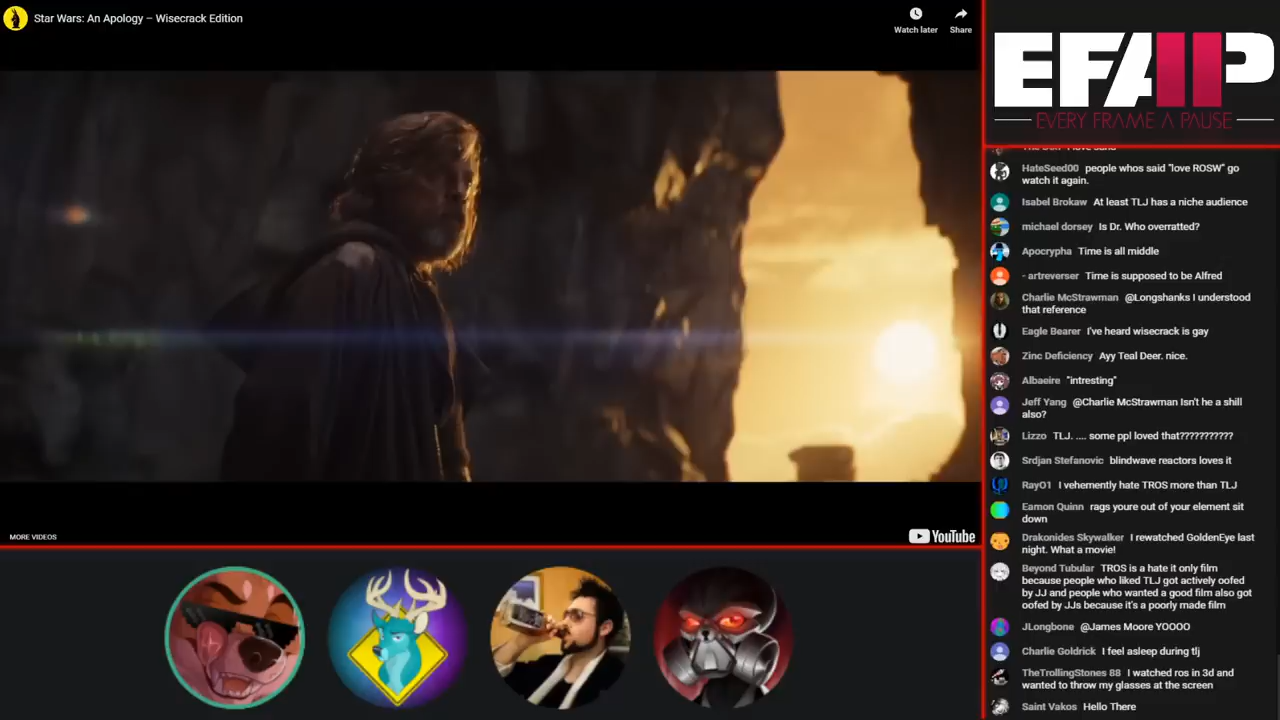 Star Wars: An Apology – Wisecrack Edition
Watch later
Share
MORE VIDEOS
YouTube
EFAP
EVERY FRAME A PAUSE
HateSeed00 people whos said "love ROSW" go
watch it again.
Isabel Brokaw At least TLJ has a niche audience
michael dorsey Is Dr. Who overratted?
Apocrypha Time is all middle
- artreverser Time is supposed to be Alfred
Charlie McStrawman @Longshanks I understood
that reference
Eagle Bearer I've heard wisecrack is gay
Zinc Deficiency Ayy Teal Deer. nice.
Albaeire "intresting"
Jeff Yang @Charlie McStrawman Isn't he a shill
also?
Lizzo TLJ. .... some ppl loved that???????????
Srdjan Stefanovic blindwave reactors loves it
RayO1 I vehemently hate TROS more than TLJ
Eamon Quinn rags youre out of your element sit
down
Drakonides Skywalker I rewatched GoldenEye last
night. What a movie!
Beyond Tubular TROS is a hate it only film
because people who liked TLJ got actively oofed
by JJ and people who wanted a good film also got
oofed by JJs because it's a poorly made film
JLongbone @James Moore YOOOO
Charlie Goldrick I feel asleep during tlj
TheTrollingStones 88 I watched ros in 3d and
wanted to throw my glasses at the screen
Saint Vakos Hello There